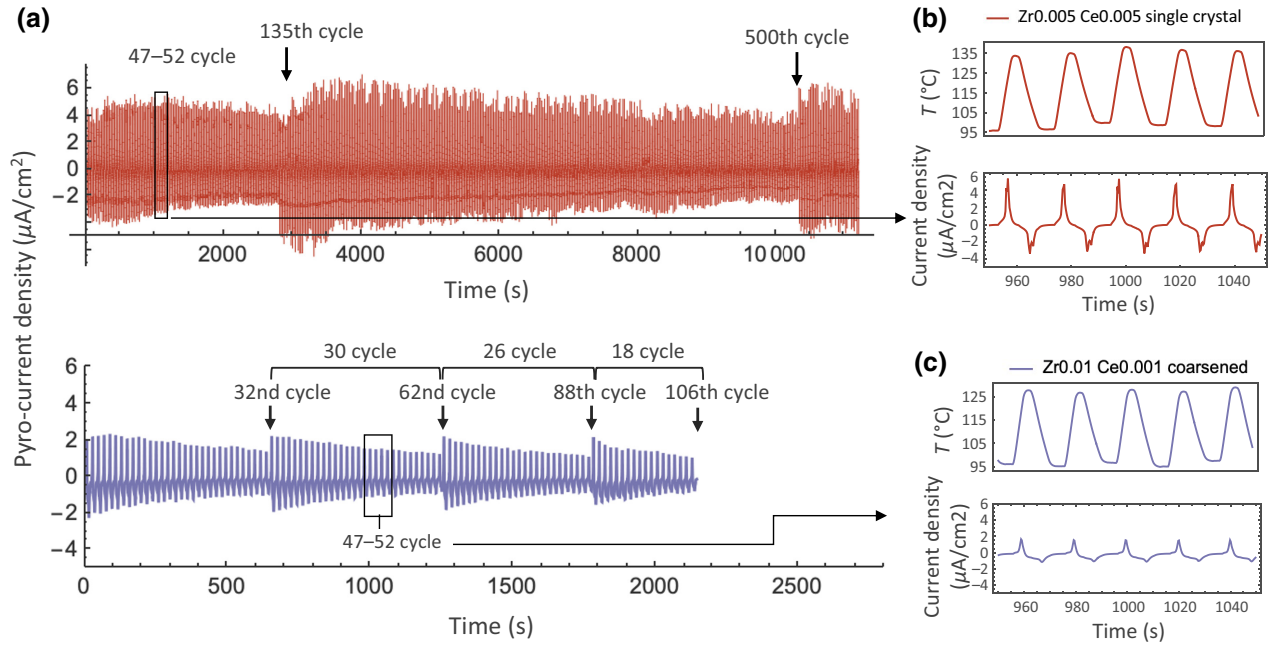 (a)
135th cycle
500th cycle
47–52 cycle
6
4
2
0
−2
2000
4000
6000
8000
10 000
Time (s)
Pyro-current density (μA/cm²)
30 cycle
26 cycle
18 cycle
32nd cycle
62nd cycle
88th cycle
106th cycle
6
4
2
0
−2
−4
47–52 cycle
0
500
1000
1500
2000
2500
Time (s)
(b)
Zr0.005 Ce0.005 single crystal
T (°C)
135
125
115
105
95
Current density
(μA/cm2)
6
4
2
0
−2
−4
960
980
1000
1020
1040
Time (s)
(c)
Zr0.01 Ce0.001 coarsened
T (°C)
125
115
105
95
Current density
(μA/cm2)
6
4
2
0
−2
−4
960
980
1000
1020
1040
Time (s)